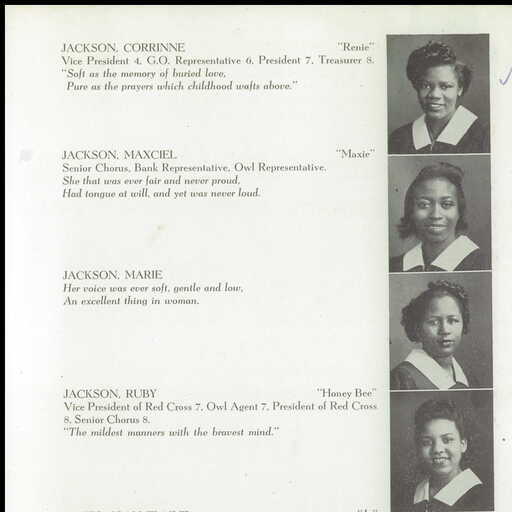 JACKSON, CORRINNE "Renie"
Vice President 4, G.O. Representative 6, President 7, Treasurer 8.
"Soft as the memory of buried love,
Pure as the prayers which childhood wafts above."
JACKSON, MAXCIEL "Maxie"
Senior Chorus, Bank Representative, Owl Representative.
She that was ever fair and never proud,
Had tongue at will, and yet was never loud.
JACKSON, MARIE
Her voice was ever soft, gentle and low,
An excellent thing in woman.
JACKSON, RUBY "Honey Bee"
Vice President of Red Cross 7, Owl Agent 7, President of Red Cross
8, Senior Chorus 8.
"The mildest manners with the bravest mind."